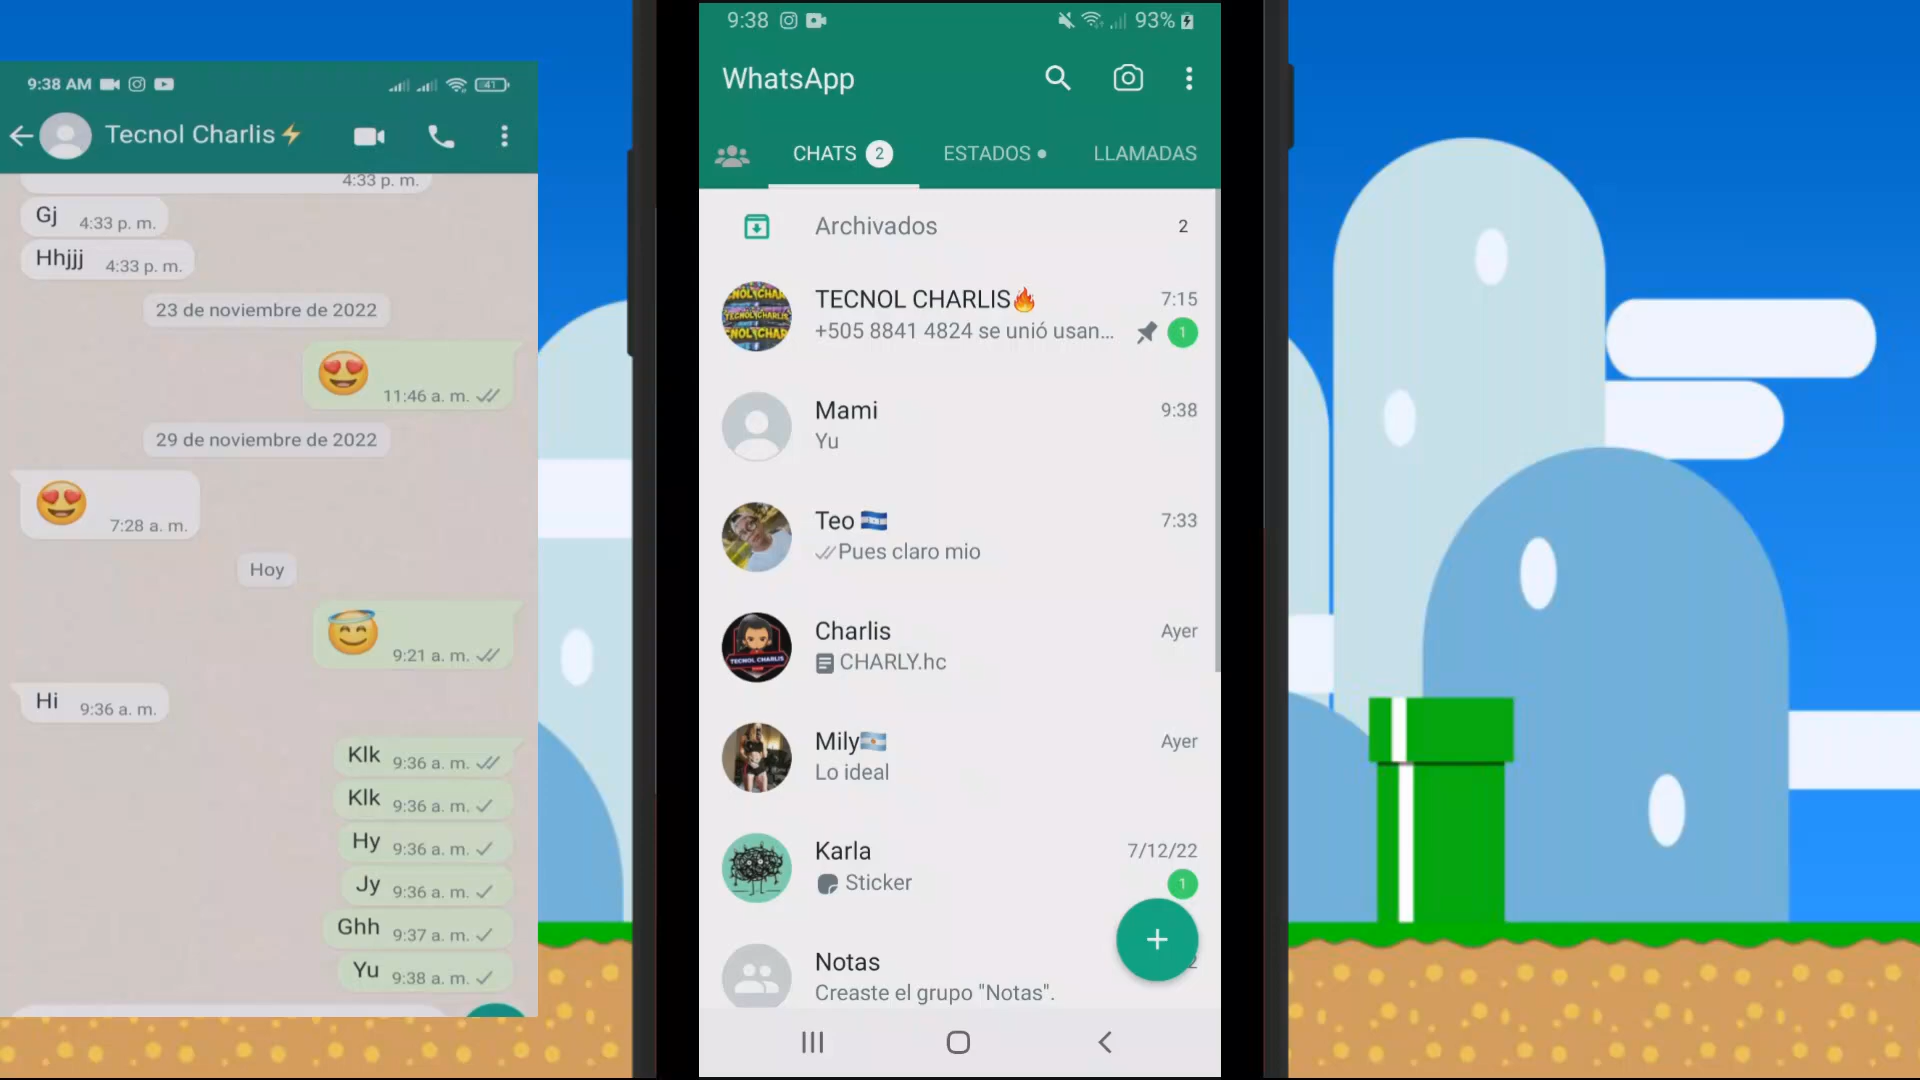 9:38 AM
41
Tecnol Charlis⚡
4:33 p. m.
Gj 4:33 p. m.
Hhjjj 4:33 p. m.
23 de noviembre de 2022
😍 11:46 a. m.
29 de noviembre de 2022
😍 7:28 a. m.
Hoy
😇 9:21 a. m.
Hi 9:36 a. m.
Klk 9:36 a. m.
Klk 9:36 a. m.
Hy 9:36 a. m.
Jy 9:36 a. m.
Ghh 9:37 a. m.
Yu 9:38 a. m.
9:38 93%
WhatsApp
CHATS 2 ESTADOS LLAMADAS
Archivados 2
TECNOL CHARLIS🔥 7:15
+505 8841 4824 se unió usan... 1
Mami 9:38
Yu
Teo 🇭🇳 7:33
Pues claro mio
Charlis Ayer
CHARLY.hc
TECNOL CHARLIS
Mily🇦🇷 Ayer
Lo ideal
Karla 7/12/22
Sticker 1
+
Notas 2
Creaste el grupo "Notas".